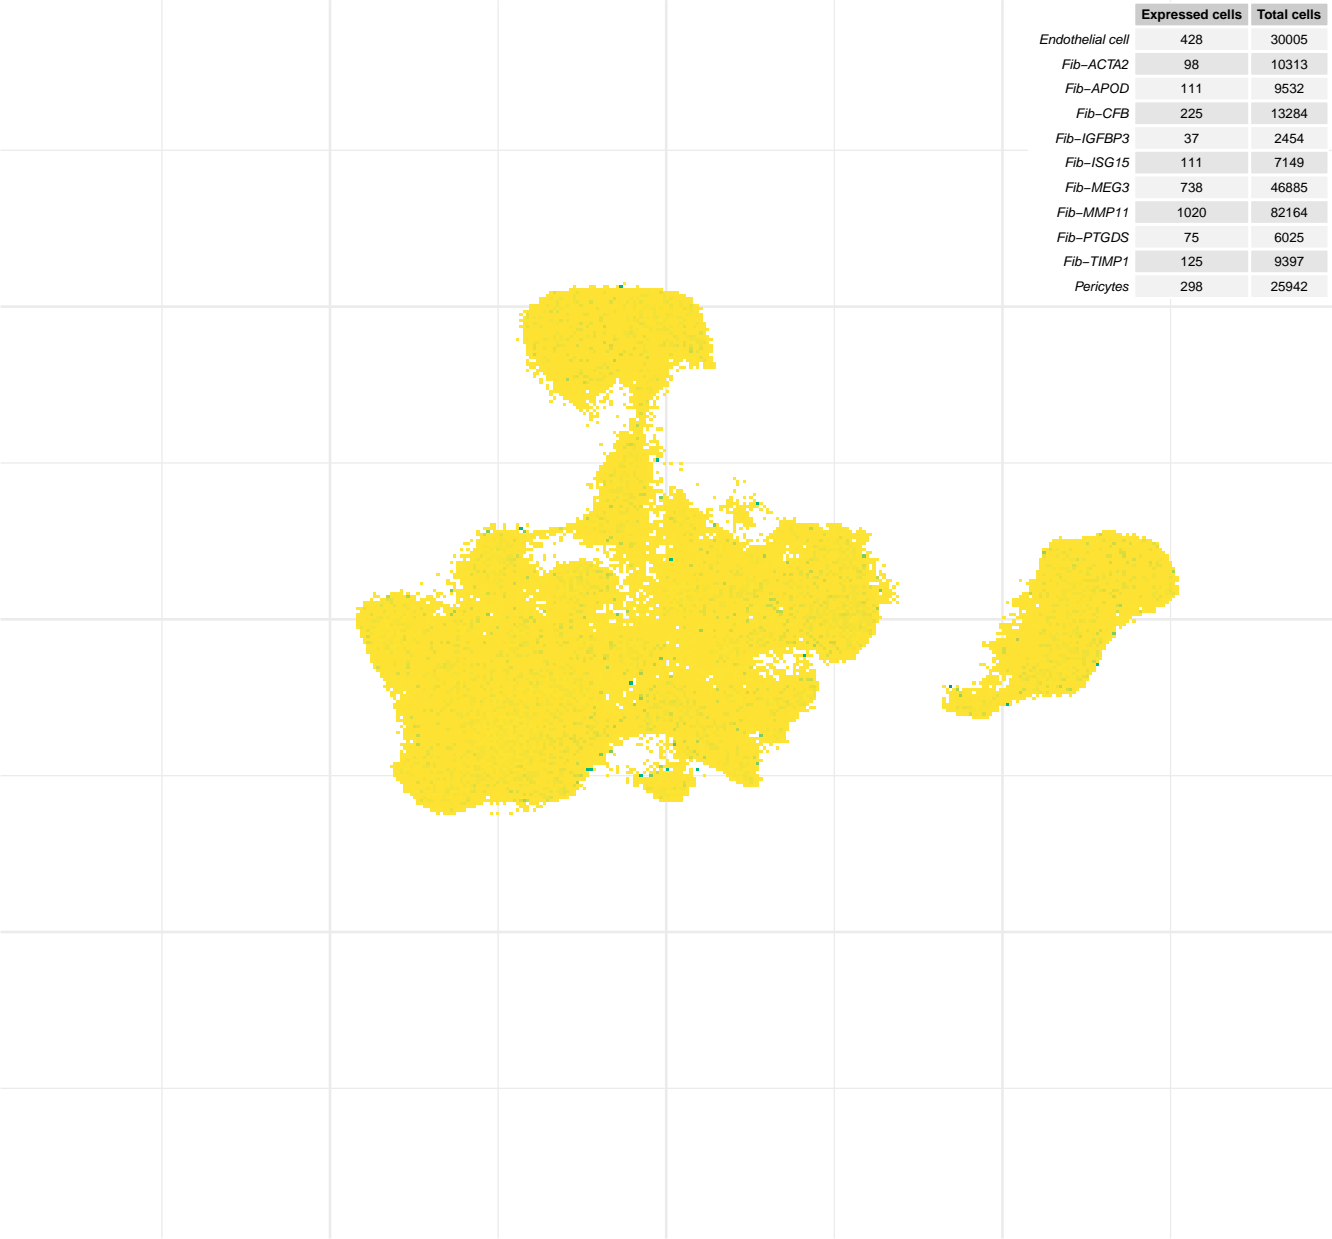 Expressed cells Total cells
Endothelial cell 428 30005
Fib−ACTA2 98 10313
Fib−APOD 111 9532
Fib−CFB 225 13284
Fib−IGFBP3 37 2454
Fib−ISG15 111 7149
Fib−MEG3 738 46885
Fib−MMP11 1020 82164
Fib−PTGDS 75 6025
Fib−TIMP1 125 9397
Pericytes 298 25942